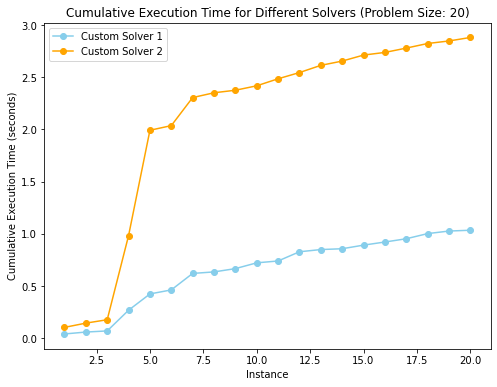 Cumulative Execution Time for Different Solvers (Problem Size: 20)
Custom Solver 1
Custom Solver 2
Cumulative Execution Time (seconds)
3.0
2.5
2.0
1.5
1.0
0.5
0.0
2.5 5.0 7.5 10.0 12.5 15.0 17.5 20.0
Instance